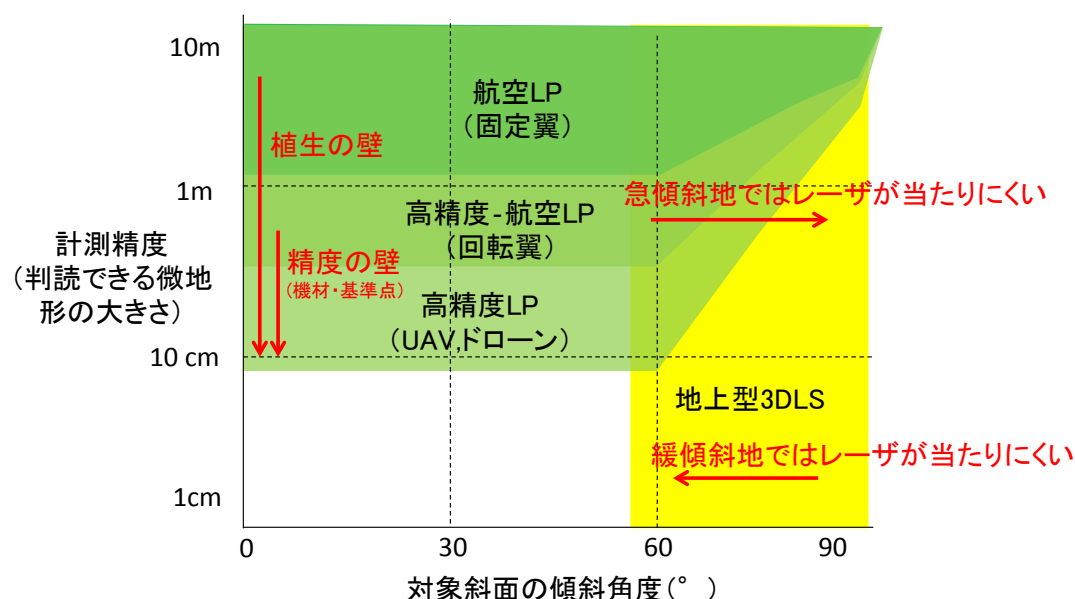 10m
航空LP
（固定翼）
植生の壁
1m
急傾斜地ではレーザが当たりにくい
高精度-航空LP
（回転翼）
計測精度
（判読できる微地
形の大きさ）
精度の壁
（機材・基準点）
高精度LP
（UAV,ドローン）
10 cm
地上型3DLS
緩傾斜地ではレーザが当たりにくい
1cm
0
30
60
90
対象斜面の傾斜角度（°）